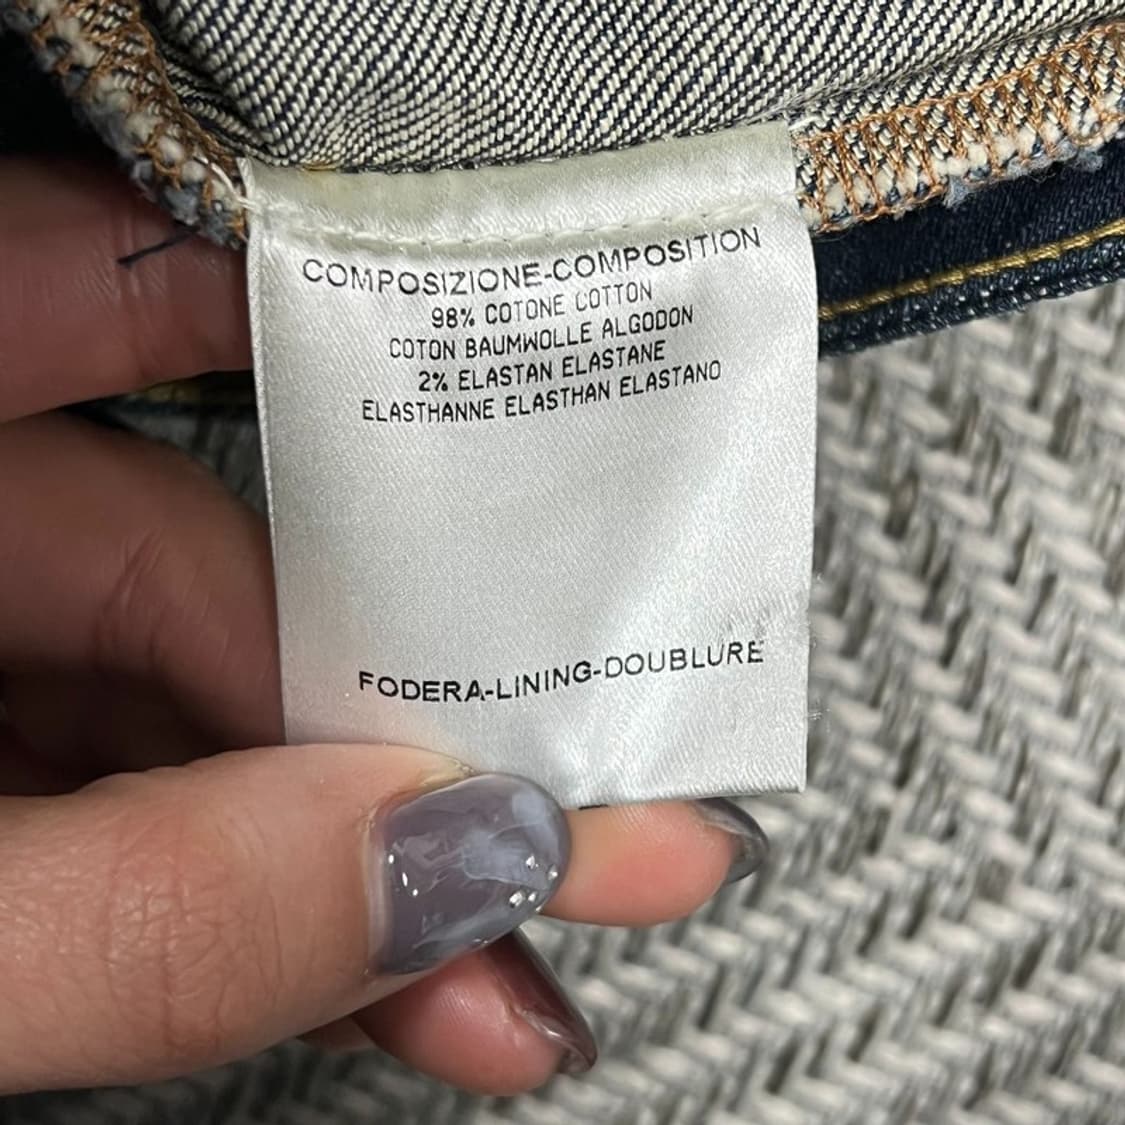 COMPOSIZIONE-COMPOSITION
98% COTONE COTTON
COTON BAUMWOLLE ALGODON
2% ELASTAN ELASTANE
ELASTHANNE ELASTHAN ELASTANO
FODERA-LINING-DOUBLURE